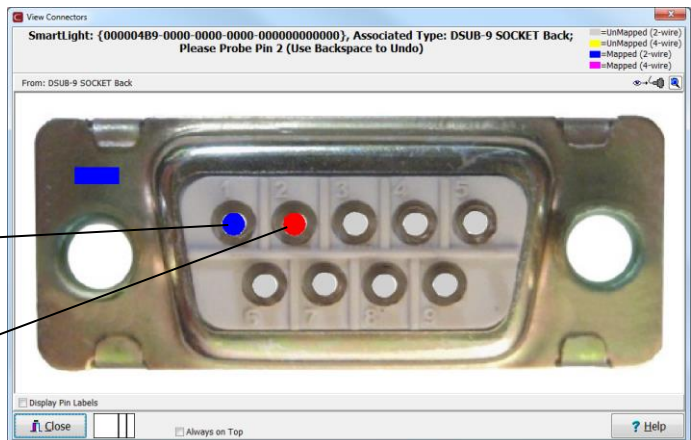 View Connectors
SmartLight: {000004B9-0000-0000-0000-000000000000}, Associated Type: DSUB-9 SOCKET Back;
Please Probe Pin 2 (Use Backspace to Undo)
=UnMapped (2-wire)
=UnMapped (4-wire)
=Mapped (2-wire)
=Mapped (4-wire)
From: DSUB-9 SOCKET Back
1 2 3 4 5
6 7 8 9
Display Pin Labels
Close
Always on Top
? Help